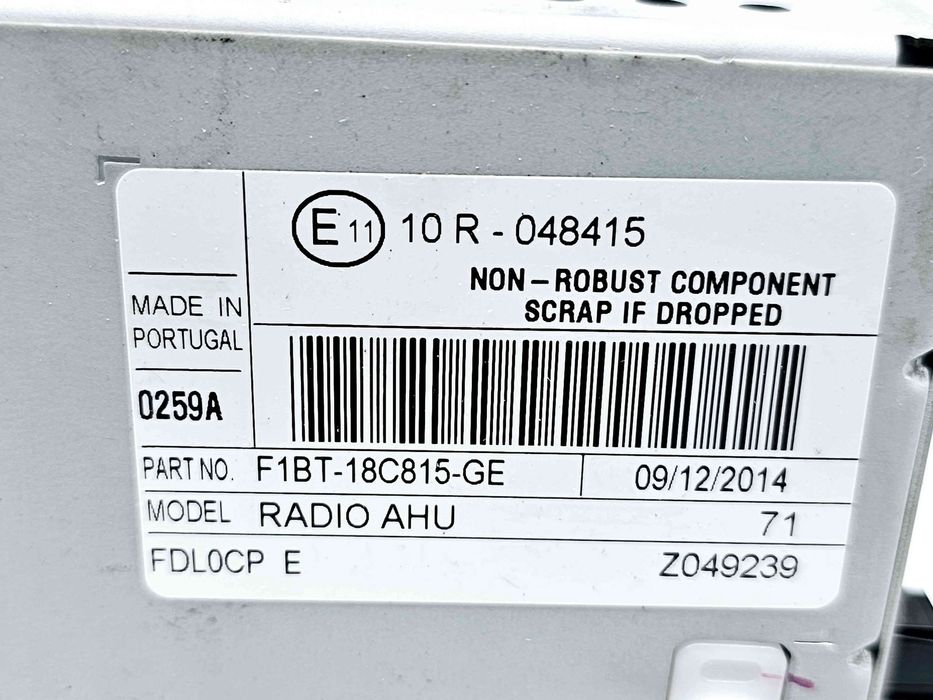 E 11 10 R - 048415
NON-ROBUST COMPONENT
SCRAP IF DROPPED
MADE IN
PORTUGAL
0259A
PART NO. F1BT-18C815-GE 09/12/2014
MODEL RADIO AHU 71
FDL0CP E Z049239